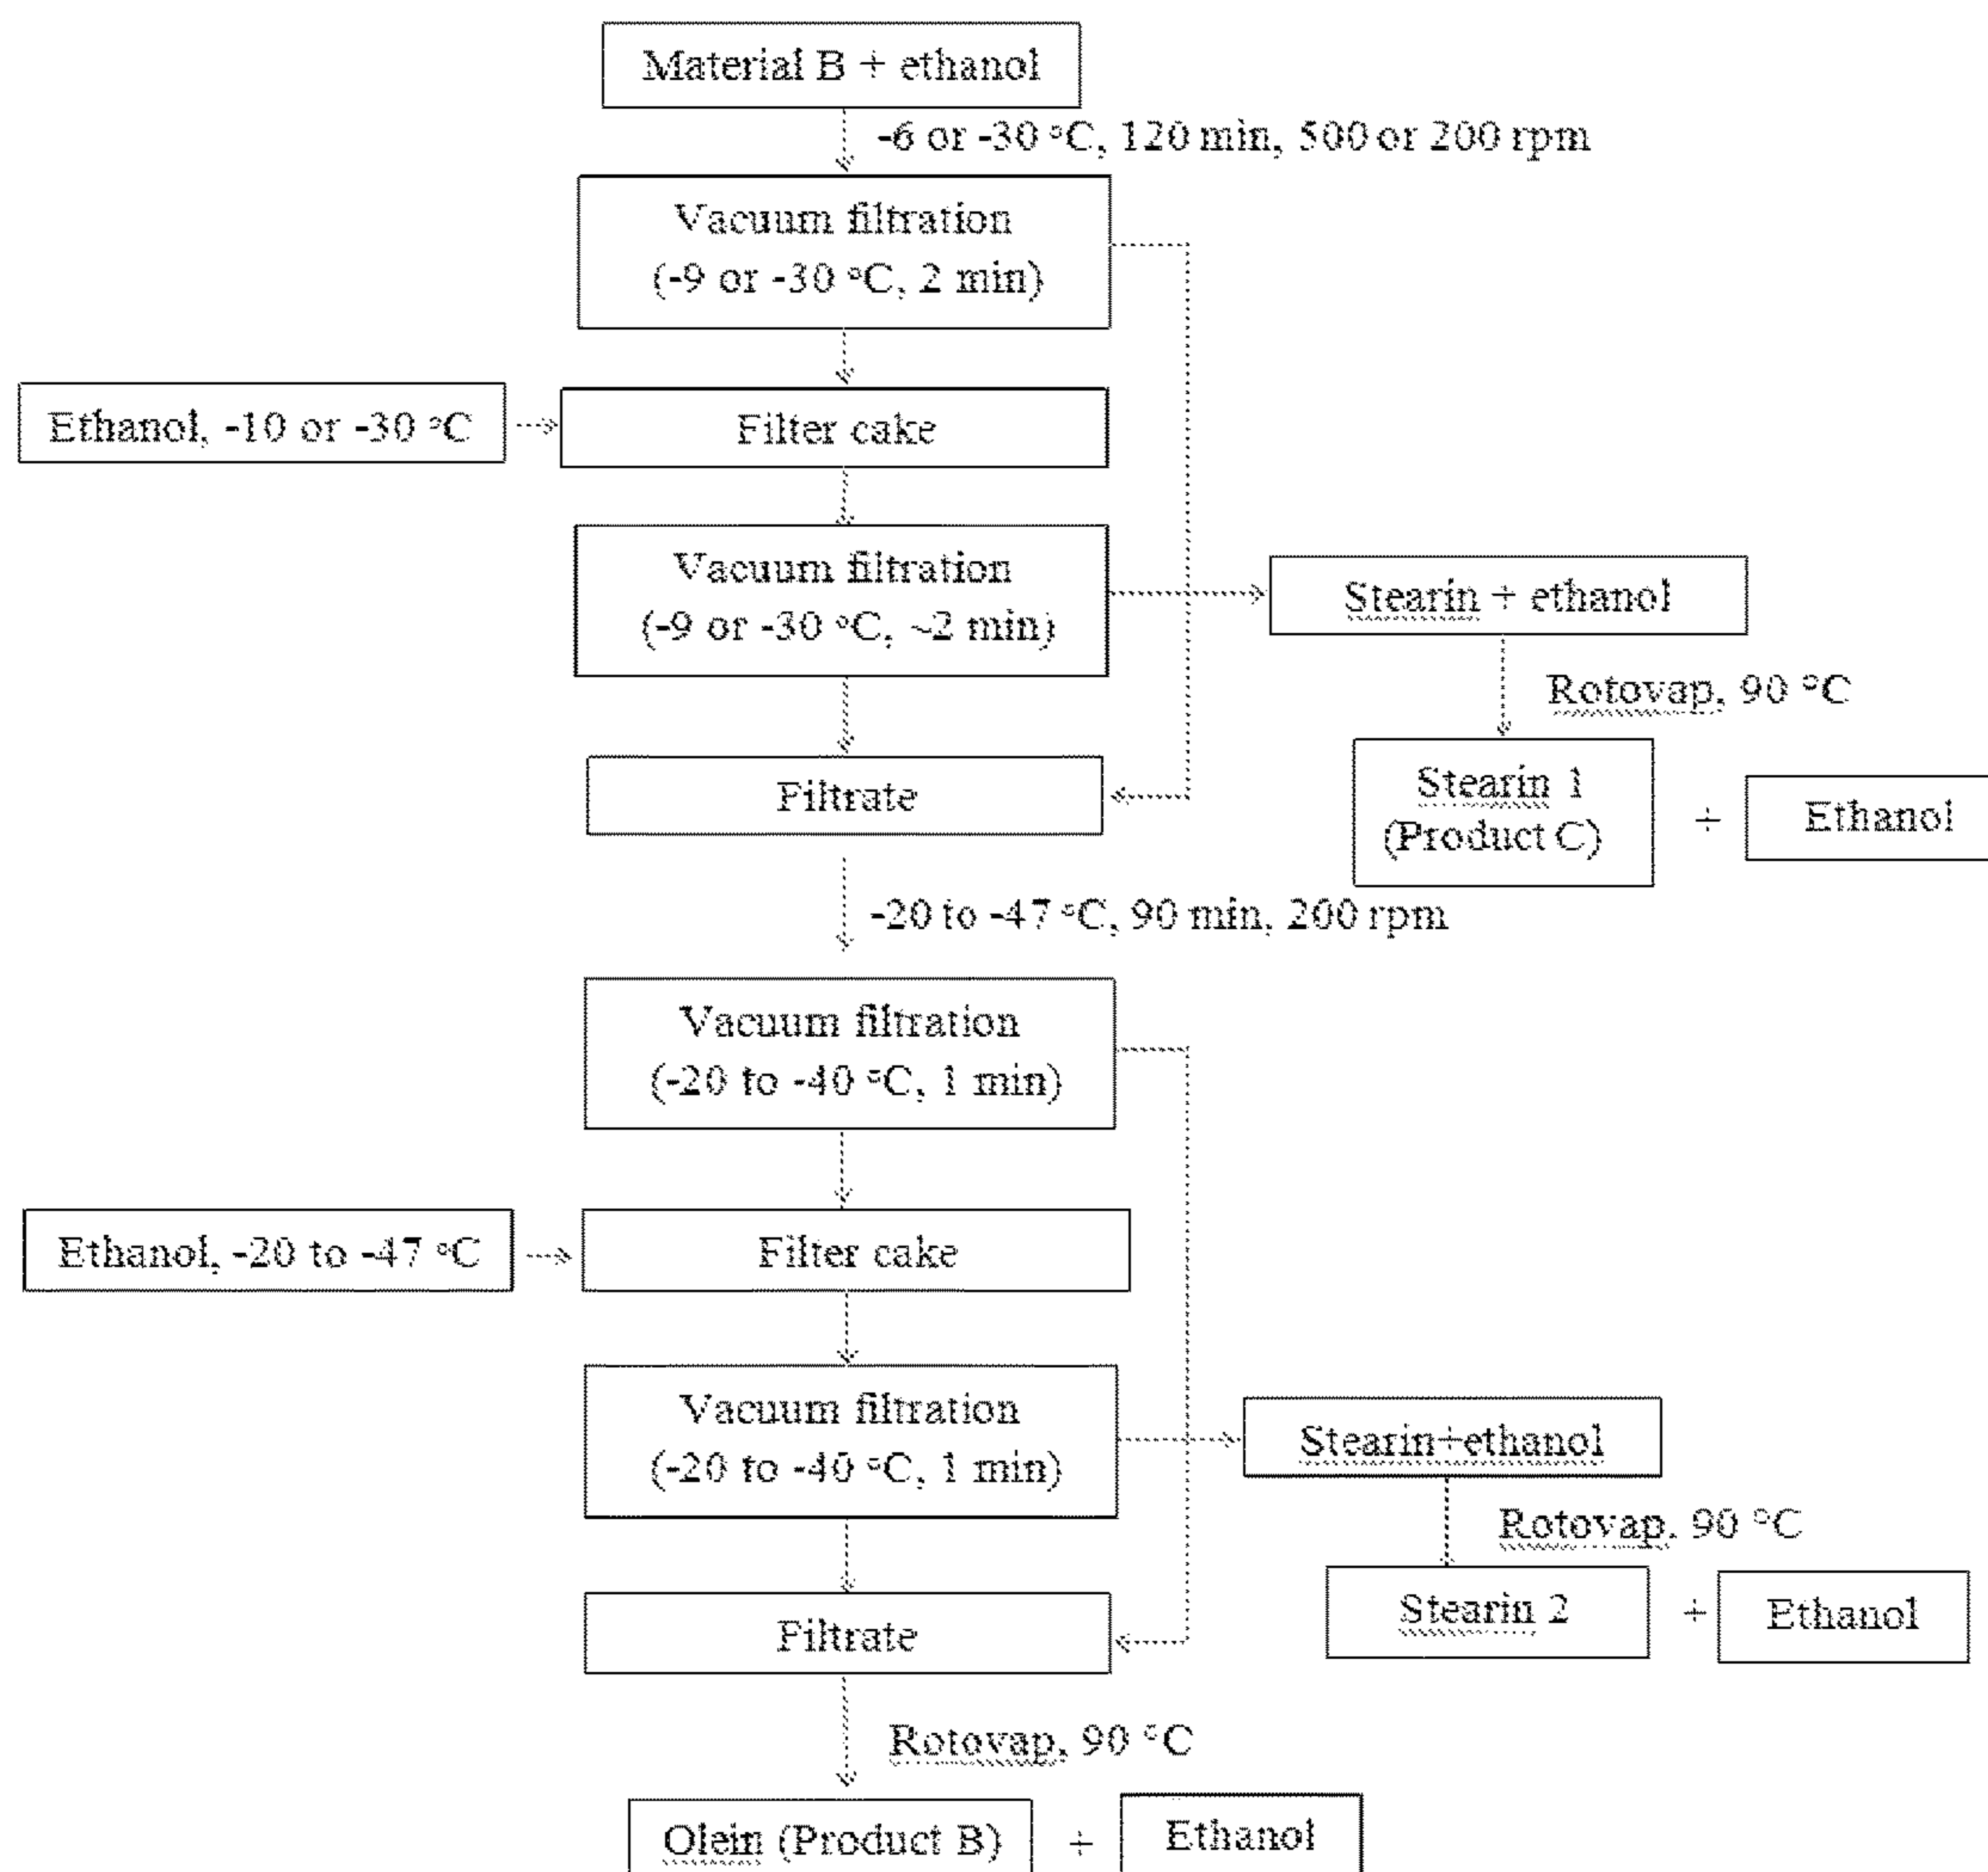 Material B + ethanol
-6 or -30 °C, 120 min, 500 or 200 rpm
Vacuum filtration
(-9 or -30 °C, 2 min)
Ethanol, -10 or -30 °C
Filter cake
Vacuum filtration
(-9 or -30 °C, ~2 min)
Stearin + ethanol
Rotovap, 90 °C
Filtrate
Stearin 1
(Product C)
+
Ethanol
-20 to -47 °C, 90 min, 200 rpm
Vacuum filtration
(-20 to -40 °C, 1 min)
Ethanol, -20 to -47 °C
Filter cake
Vacuum filtration
(-20 to -40 °C, 1 min)
Stearin+ethanol
Rotovap, 90 °C
Filtrate
Stearin 2
+
Ethanol
Rotovap, 90 °C
Olein (Product B)
+
Ethanol